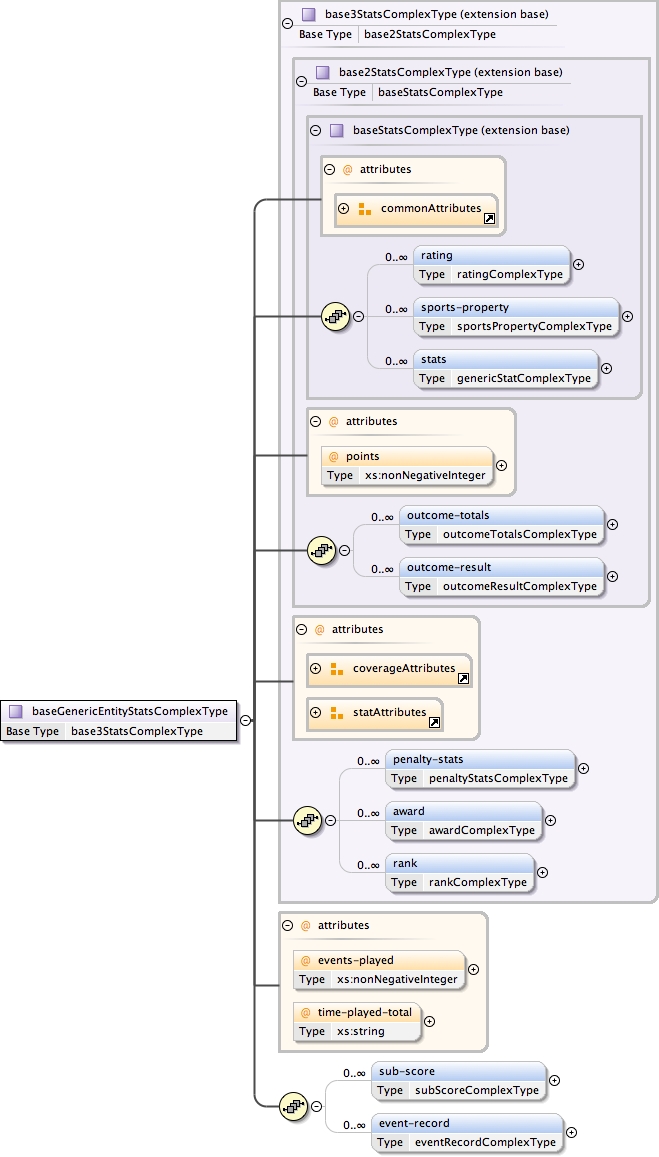 base3StatsComplexType (extension base)
Base Type base2StatsComplexType
base2StatsComplexType (extension base)
Base Type baseStatsComplexType
baseStatsComplexType (extension base)
@ attributes
commonAttributes
0..∞ rating
Type ratingComplexType
0..∞ sports-property
Type sportsPropertyComplexType
0..∞ stats
Type genericStatComplexType
@ attributes
@ points
Type xs:nonNegativeInteger
0..∞ outcome-totals
Type outcomeTotalsComplexType
0..∞ outcome-result
Type outcomeResultComplexType
@ attributes
coverageAttributes
statAttributes
baseGenericEntityStatsComplexType
Base Type base3StatsComplexType
0..∞ penalty-stats
Type penaltyStatsComplexType
0..∞ award
Type awardComplexType
0..∞ rank
Type rankComplexType
@ attributes
@ events-played
Type xs:nonNegativeInteger
@ time-played-total
Type xs:string
0..∞ sub-score
Type subScoreComplexType
0..∞ event-record
Type eventRecordComplexType